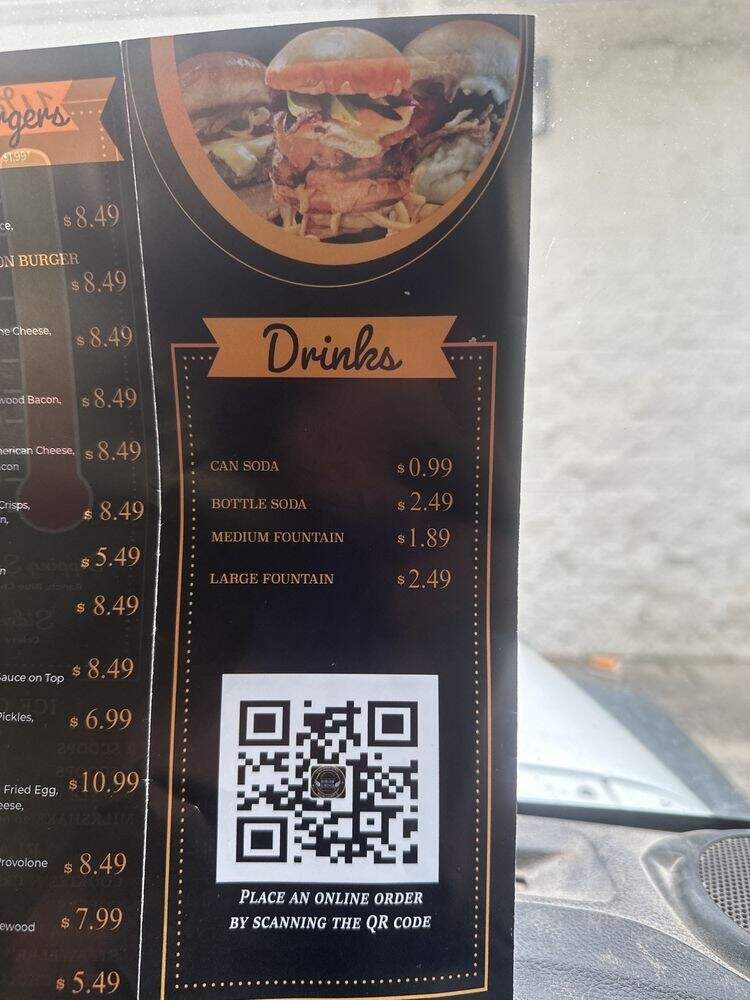 rgers
$1.99*
ce, $8.49
ON BURGER
$8.49
ne Cheese, $8.49
wood Bacon, $8.49
merican Cheese, $8.49
con
Crisps, $8.49
n,
$5.49
n
$8.49
Sauce on Top $8.49
Pickles, $6.99
Fried Egg, $10.99
eese,
Provolone $8.49
ewood $7.99
$5.49
Drinks
CAN SODA $0.99
BOTTLE SODA $2.49
MEDIUM FOUNTAIN $1.89
LARGE FOUNTAIN $2.49
PLACE AN ONLINE ORDER
BY SCANNING THE QR CODE